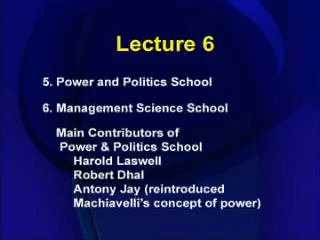 Lecture 6
5. Power and Politics School
6. Management Science School
Main Contributors of
Power & Politics School
Harold Laswell
Robert Dhal
Antony Jay (reintroduced
Machiavelli's concept of power)